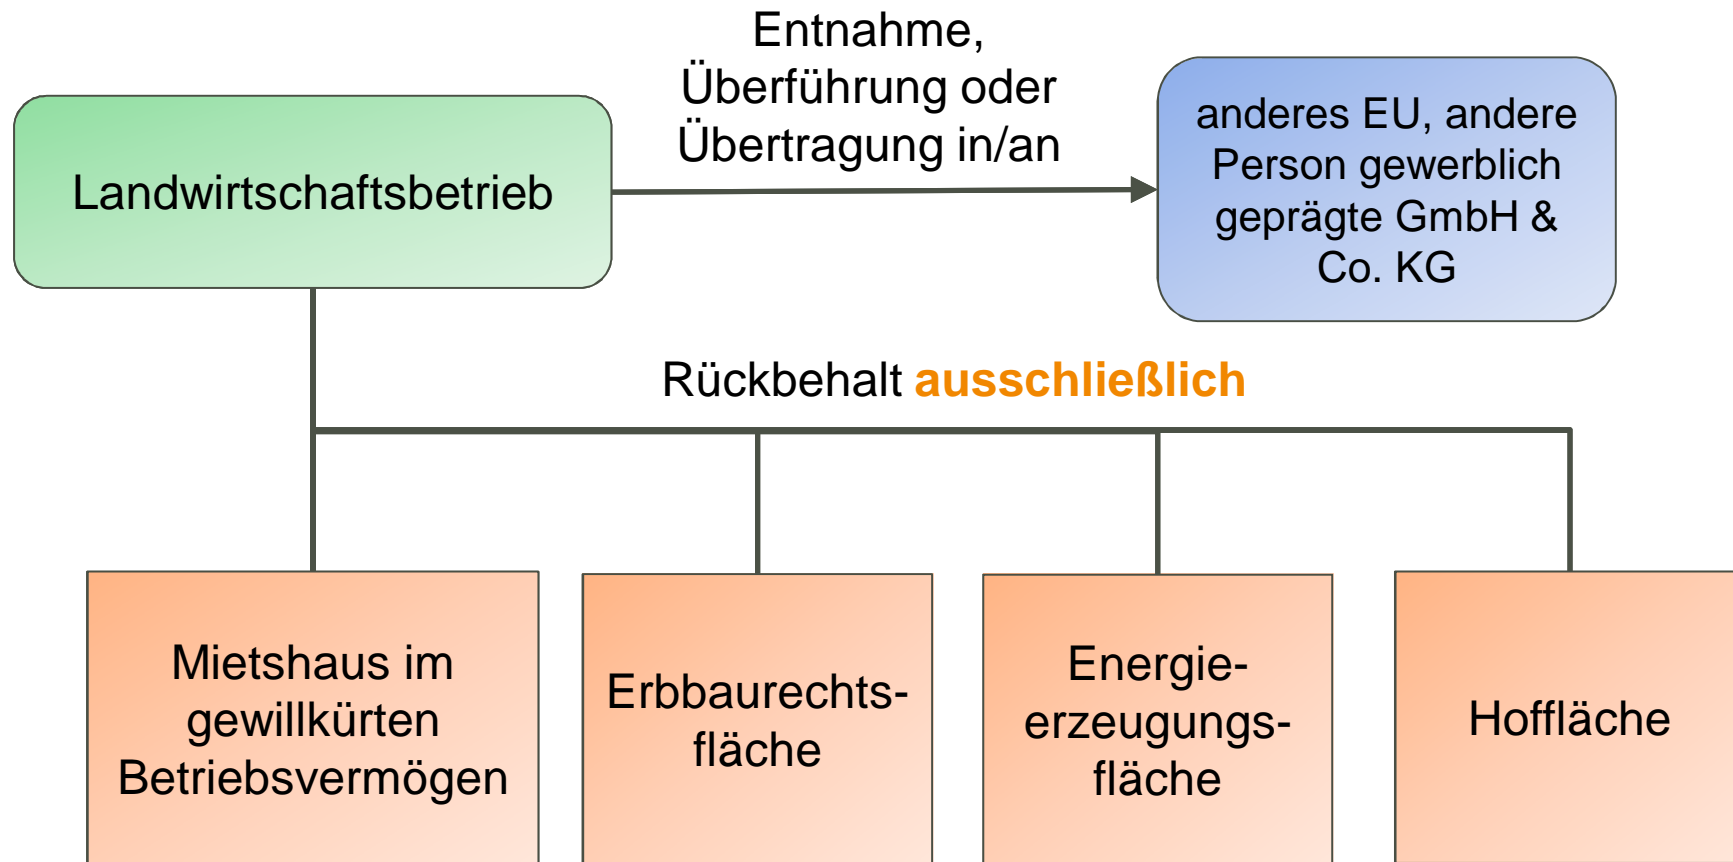 Entnahme,
Überführung oder
Übertragung in/an
Landwirtschaftsbetrieb
anderes EU, andere
Person gewerblich
geprägte GmbH &
Co. KG
Rückbehalt ausschließlich
Mietshaus im
gewillkürten
Betriebsvermögen
Erbbaurechts-
fläche
Energie-
erzeugungs-
fläche
Hoffläche